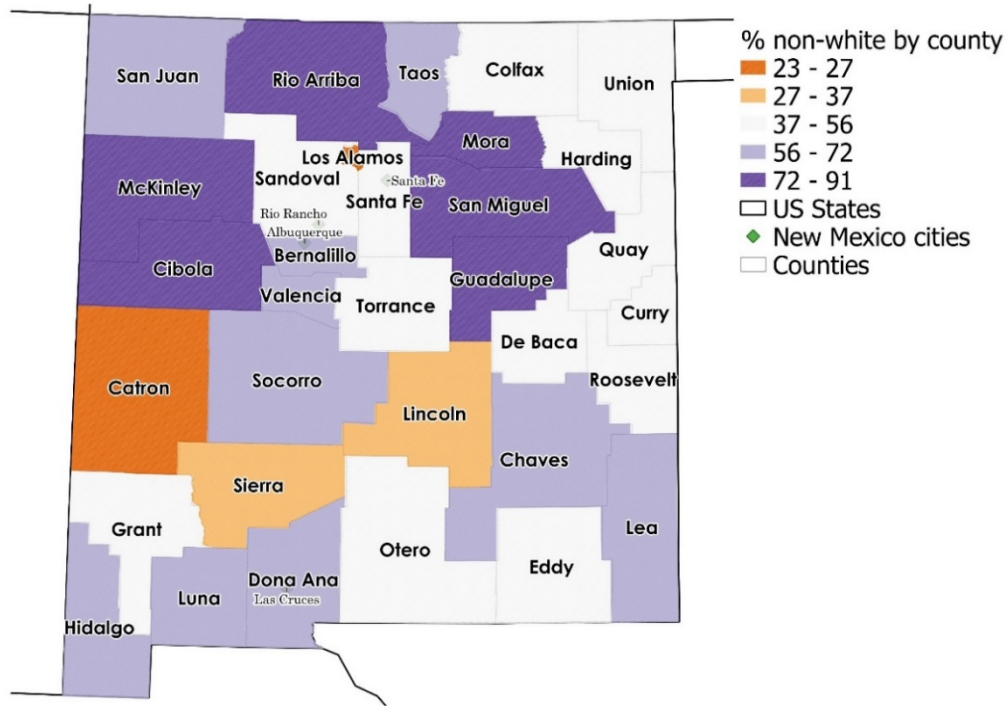 % non-white by county
23 - 27
27 - 37
37 - 56
56 - 72
72 - 91
US States
New Mexico cities
Counties
San Juan
Rio Arriba
Taos
Colfax
Union
Mora
Harding
Los Alamos
McKinley
Sandoval
Santa Fe
Santa Fe
San Miguel
Rio Rancho
Albuquerque
Bernalillo
Quay
Cibola
Guadalupe
Valencia
Torrance
Curry
De Baca
Roosevelt
Catron
Socorro
Lincoln
Chaves
Sierra
Grant
Otero
Lea
Eddy
Dona Ana
Las Cruces
Luna
Hidalgo